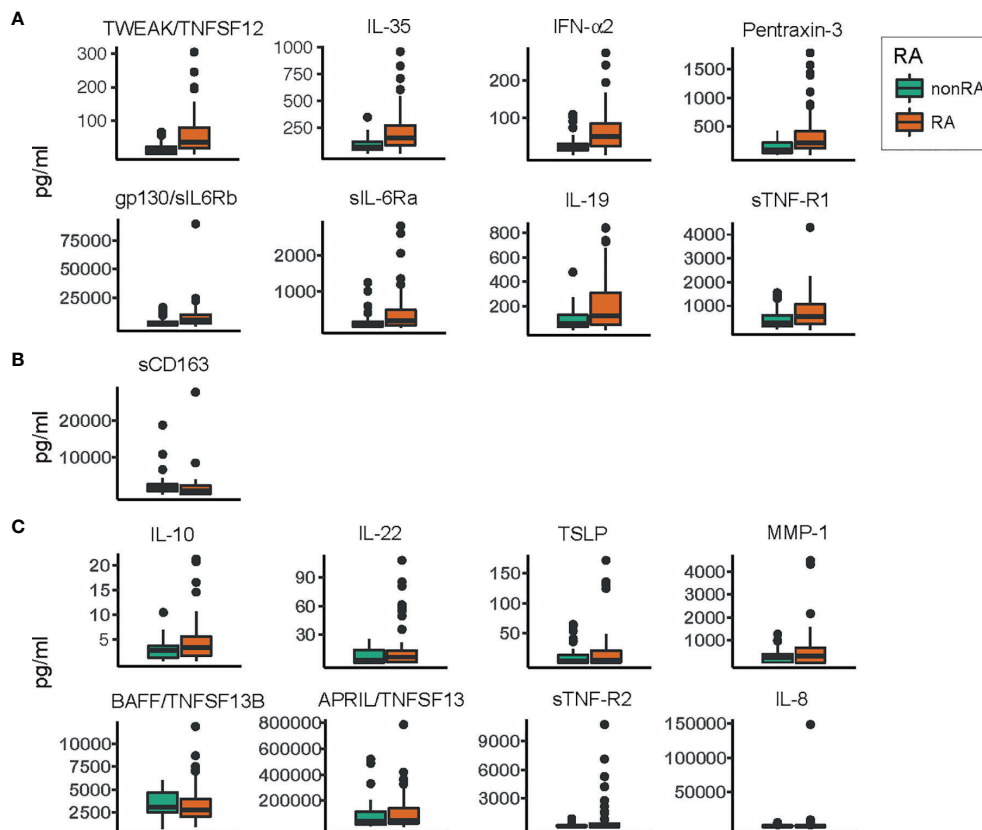 A
TWEAK/TNFSF12
IL-35
IFN-α2
Pentraxin-3
300
200
100
1000
750
500
250
200
100
1500
1000
500
RA
nonRA
RA
pg/ml
gp130/sIL6Rb
sIL-6Ra
IL-19
sTNF-R1
75000
50000
25000
2000
1000
800
600
400
200
4000
3000
2000
1000
B
sCD163
pg/ml
20000
10000
C
IL-10
IL-22
TSLP
MMP-1
20
15
10
5
90
60
30
150
100
50
4000
3000
2000
1000
pg/ml
BAFF/TNFSF13B
APRIL/TNFSF13
sTNF-R2
IL-8
10000
7500
5000
2500
800000
600000
400000
200000
9000
6000
3000
150000
100000
50000